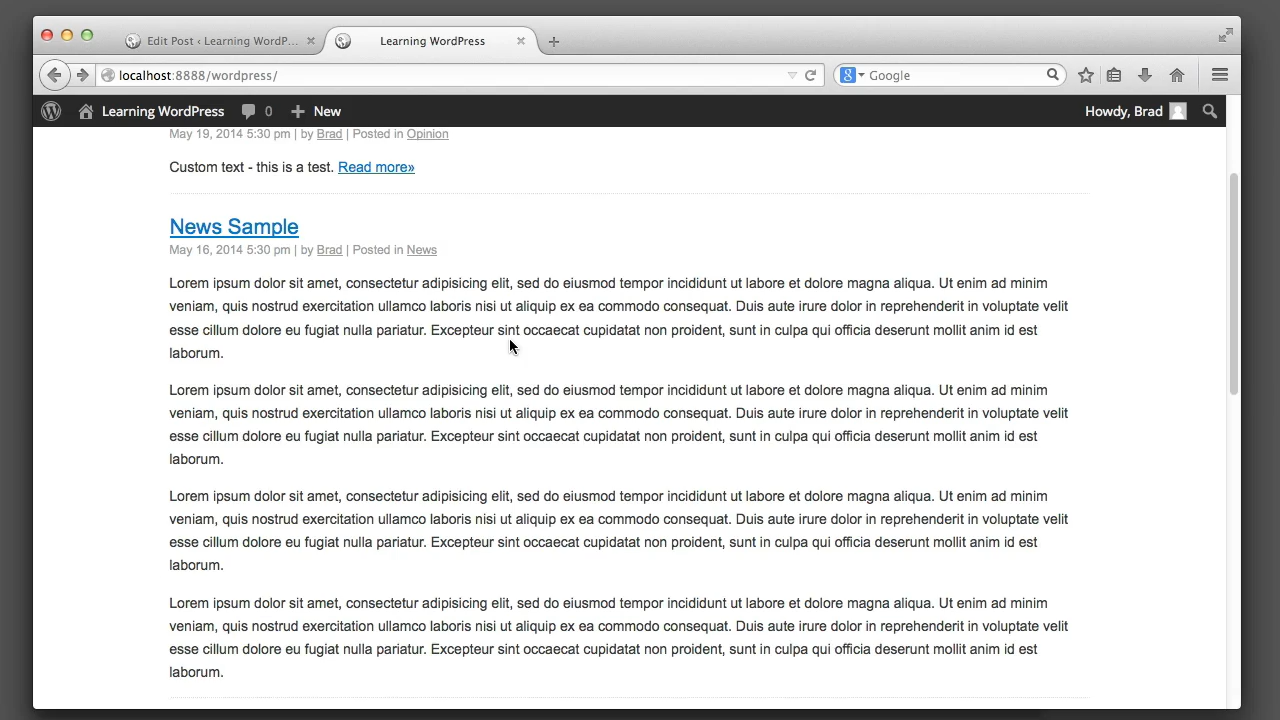 Edit Post ‹ Learning WordP...
Learning WordPress
localhost:8888/wordpress/
Google
Learning WordPress 0 New Howdy, Brad
May 19, 2014 5:30 pm | by Brad | Posted in Opinion
Custom text - this is a test. Read more»
News Sample
May 16, 2014 5:30 pm | by Brad | Posted in News
Lorem ipsum dolor sit amet, consectetur adipisicing elit, sed do eiusmod tempor incididunt ut labore et dolore magna aliqua. Ut enim ad minim
veniam, quis nostrud exercitation ullamco laboris nisi ut aliquip ex ea commodo consequat. Duis aute irure dolor in reprehenderit in voluptate velit
esse cillum dolore eu fugiat nulla pariatur. Excepteur sint occaecat cupidatat non proident, sunt in culpa qui officia deserunt mollit anim id est
laborum.
Lorem ipsum dolor sit amet, consectetur adipisicing elit, sed do eiusmod tempor incididunt ut labore et dolore magna aliqua. Ut enim ad minim
veniam, quis nostrud exercitation ullamco laboris nisi ut aliquip ex ea commodo consequat. Duis aute irure dolor in reprehenderit in voluptate velit
esse cillum dolore eu fugiat nulla pariatur. Excepteur sint occaecat cupidatat non proident, sunt in culpa qui officia deserunt mollit anim id est
laborum.
Lorem ipsum dolor sit amet, consectetur adipisicing elit, sed do eiusmod tempor incididunt ut labore et dolore magna aliqua. Ut enim ad minim
veniam, quis nostrud exercitation ullamco laboris nisi ut aliquip ex ea commodo consequat. Duis aute irure dolor in reprehenderit in voluptate velit
esse cillum dolore eu fugiat nulla pariatur. Excepteur sint occaecat cupidatat non proident, sunt in culpa qui officia deserunt mollit anim id est
laborum.
Lorem ipsum dolor sit amet, consectetur adipisicing elit, sed do eiusmod tempor incididunt ut labore et dolore magna aliqua. Ut enim ad minim
veniam, quis nostrud exercitation ullamco laboris nisi ut aliquip ex ea commodo consequat. Duis aute irure dolor in reprehenderit in voluptate velit
esse cillum dolore eu fugiat nulla pariatur. Excepteur sint occaecat cupidatat non proident, sunt in culpa qui officia deserunt mollit anim id est
laborum.